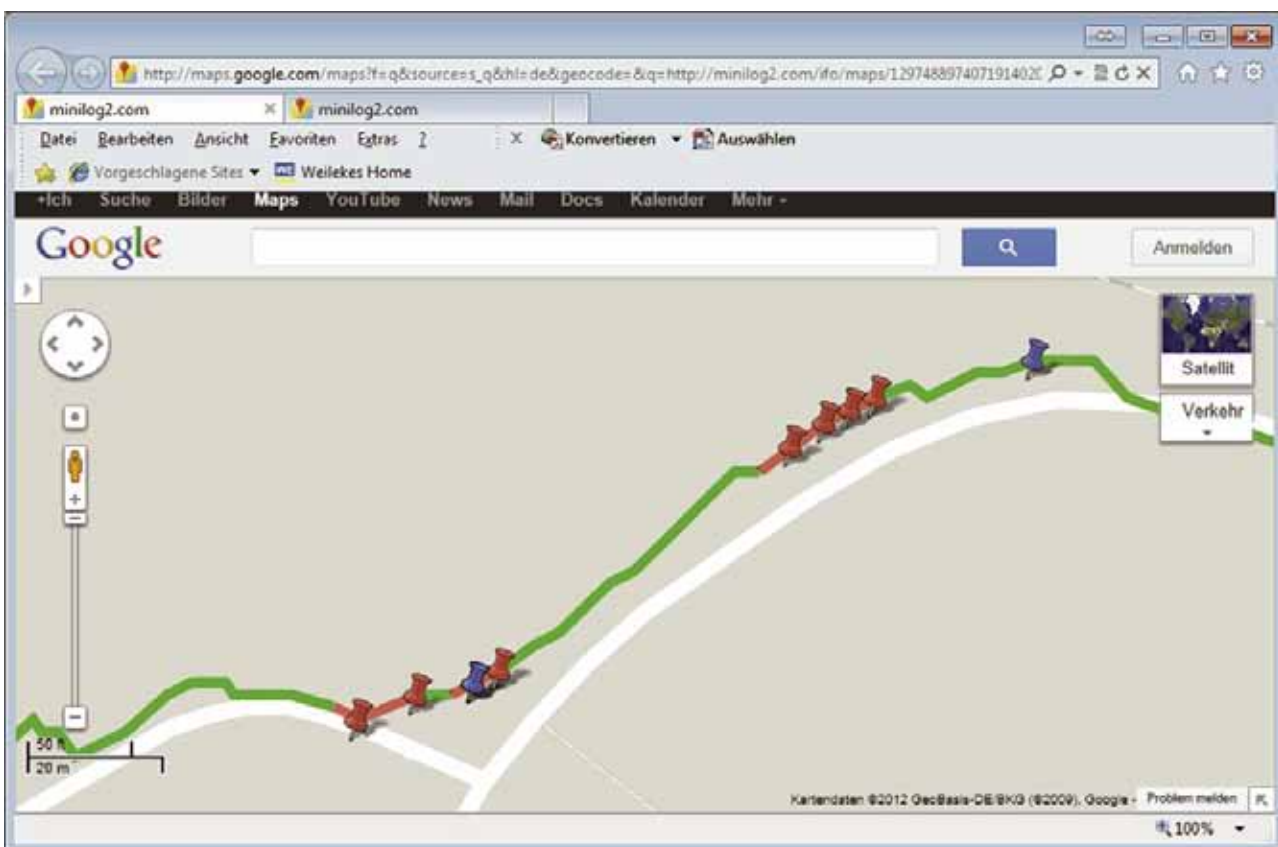 http://maps.google.com/maps?f=q&source=s_q&hl=de&geocode=&q=http://minilog2.com/ifo/maps/129748897407191402
minilog2.com × minilog2.com
Datei Bearbeiten Ansicht Favoriten Extras ? x Konvertieren Auswählen
Vorgeschlagene Sites Weilekes Home
+Ich Suche Bilder Maps YouTube News Mail Docs Kalender Mehr
Google Anmelden
Satellit
Verkehr
50 ft
20 m
Kartendaten ©2012 GeoBasis-DE/BKG (©2009), Google - Problem melden
100%